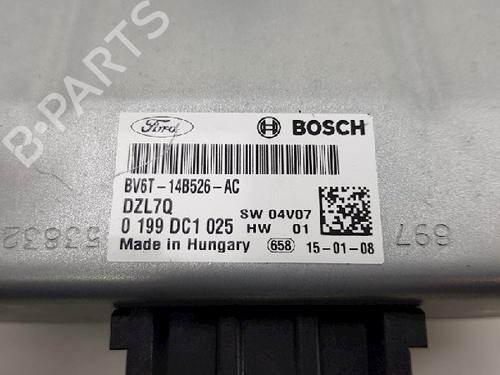 B-PARTS
Ford
BOSCH
BV6T-14B526-AC
DZL7Q
SW 04V07
0 199 DC1 025
HW 01
Made in Hungary
658
15-01-08
53832
697